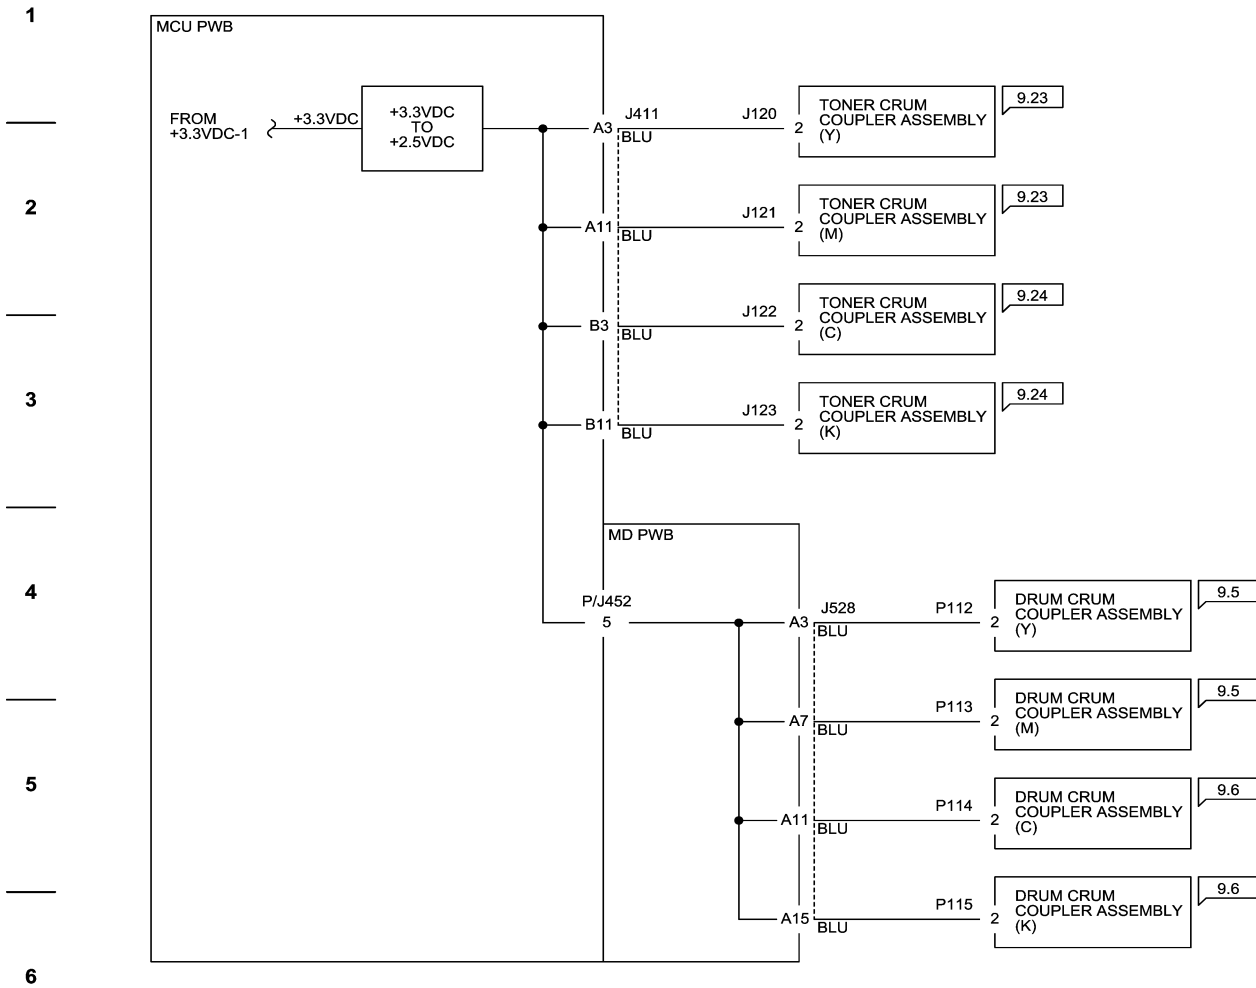 1
MCU PWB
FROM
+3.3VDC-1
+3.3VDC
+3.3VDC
TO
+2.5VDC
A3
J411
BLU
J120
2
TONER CRUM
COUPLER ASSEMBLY
(Y)
9.23
2
A11
BLU
J121
2
TONER CRUM
COUPLER ASSEMBLY
(M)
9.23
B3
BLU
J122
2
TONER CRUM
COUPLER ASSEMBLY
(C)
9.24
3
B11
BLU
J123
2
TONER CRUM
COUPLER ASSEMBLY
(K)
9.24
MD PWB
4
P/J452
5
A3
J528
BLU
P112
2
DRUM CRUM
COUPLER ASSEMBLY
(Y)
9.5
A7
BLU
P113
2
DRUM CRUM
COUPLER ASSEMBLY
(M)
9.5
5
A11
BLU
P114
2
DRUM CRUM
COUPLER ASSEMBLY
(C)
9.6
A15
BLU
P115
2
DRUM CRUM
COUPLER ASSEMBLY
(K)
9.6
6